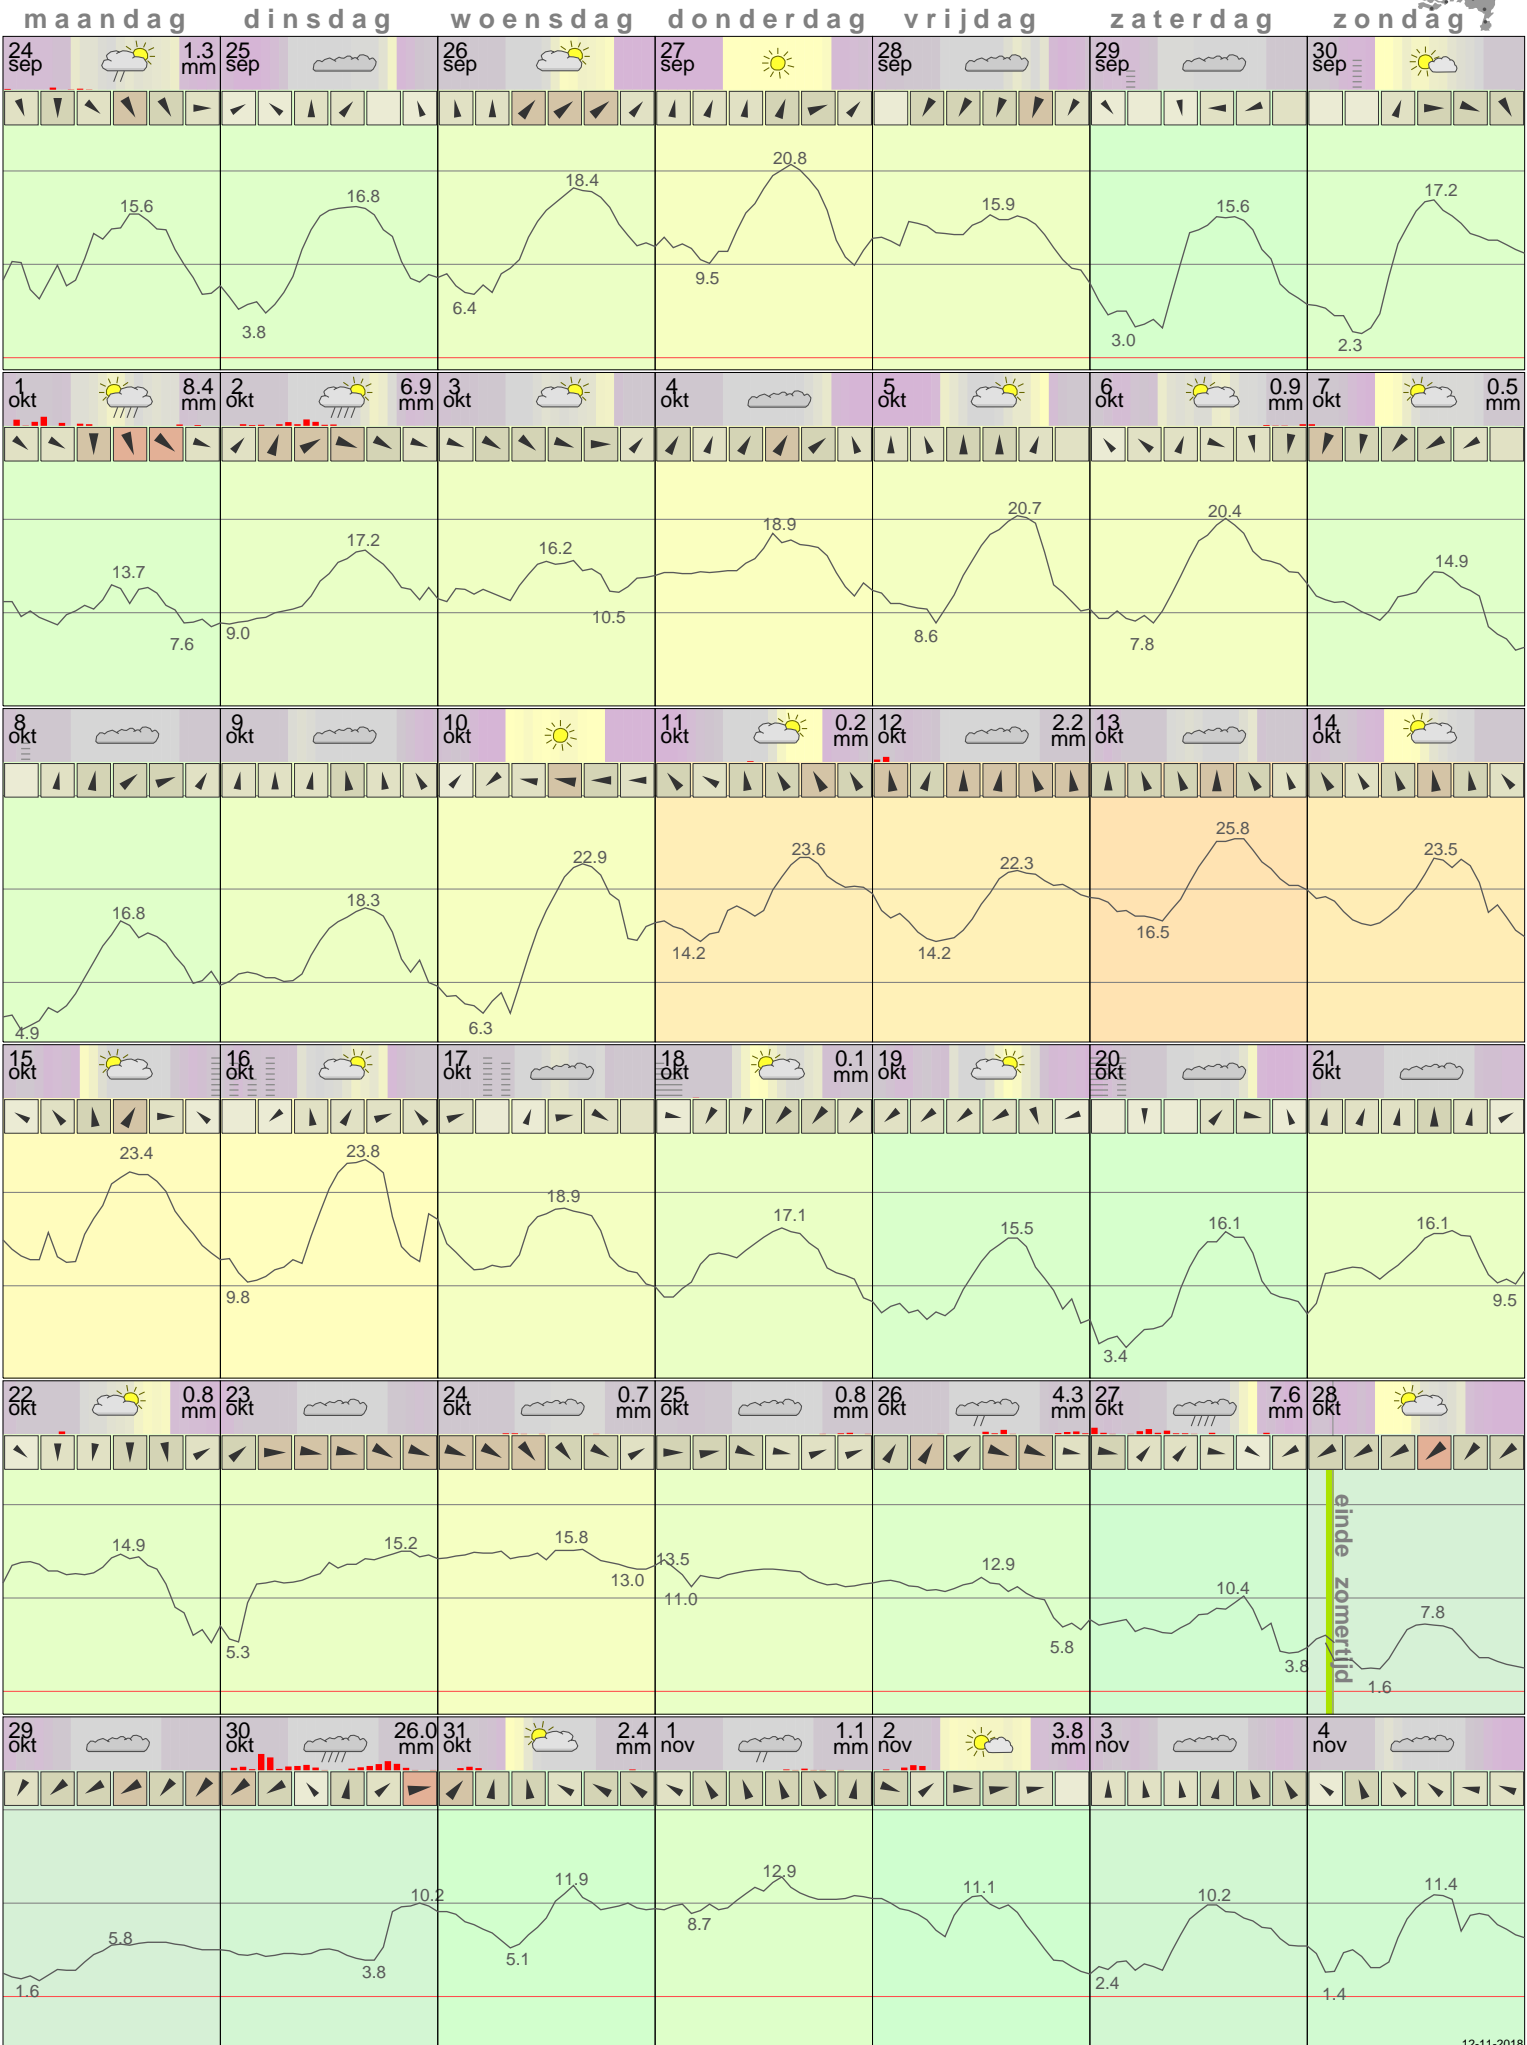 maandag dinsdag woensdag donderdag vrijdag zaterdag zondag
24 sep 1.3 mm 25 sep 26 sep 27 sep 28 sep 29 sep 30 sep
15.6 3.8 16.8 6.4 18.4 9.5 20.8 15.9 3.0 15.6 2.3 17.2
1 okt 8.4 mm 2 okt 6.9 mm 3 okt 4 okt 5 okt 6 okt 0.9 mm 7 okt 0.5 mm
13.7 7.6 9.0 17.2 16.2 10.5 18.9 8.6 20.7 7.8 20.4 14.9
8 okt 9 okt 10 okt 11 okt 0.2 mm 12 okt 2.2 mm 13 okt 14 okt
4.9 16.8 18.3 6.3 22.9 14.2 23.6 14.2 22.3 16.5 25.8 23.5
15 okt 16 okt 17 okt 18 okt 0.1 mm 19 okt 20 okt 21 okt
23.4 9.8 23.8 18.9 17.1 15.5 3.4 16.1 16.1 9.5
22 okt 0.8 mm 23 okt 24 okt 0.7 mm 25 okt 0.8 mm 26 okt 4.3 mm 27 okt 7.6 mm 28 okt
14.9 5.3 15.2 15.8 13.0 13.5 11.0 12.9 5.8 10.4 3.8 1.6 7.8
einde zomertijd
29 okt 30 okt 26.0 mm 31 okt 2.4 mm 1 nov 1.1 mm 2 nov 3.8 mm 3 nov 4 nov
1.6 5.8 3.8 10.2 5.1 11.9 8.7 12.9 11.1 2.4 10.2 1.4 11.4
12-11-2018